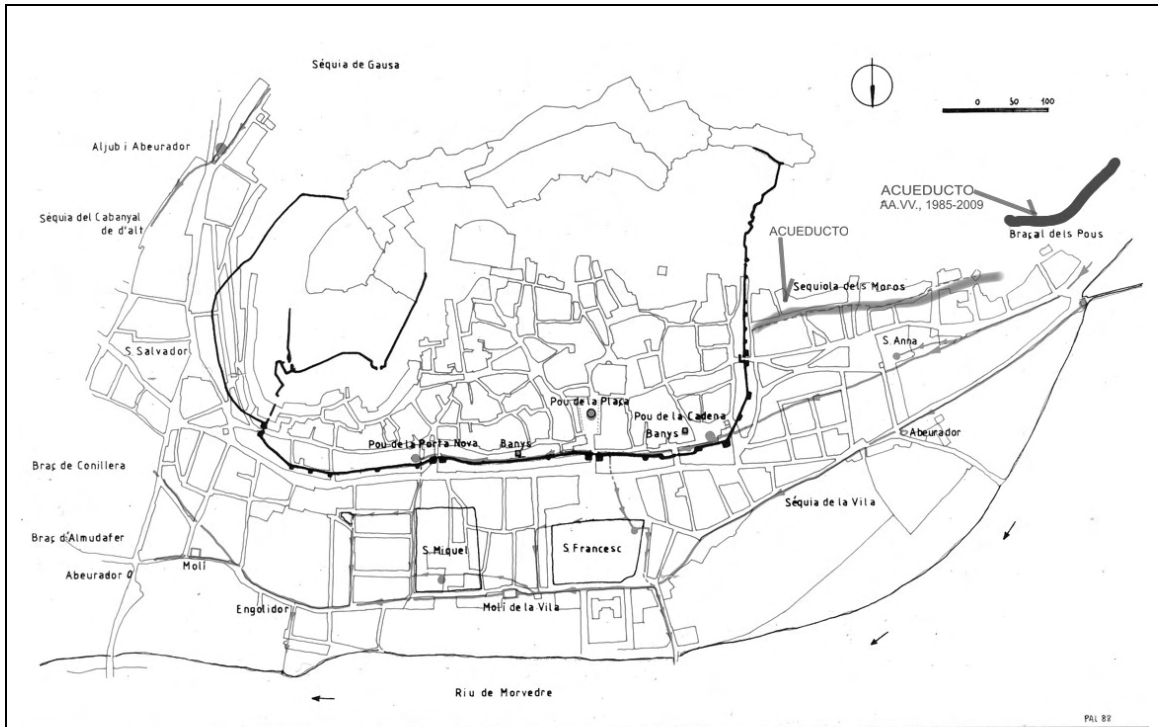 Séquia de Gausa
0 50 100
Aljub i Abeurador
ACUEDUCTO
AA.VV., 1985-2009
Séquia del Cabanyal
de d'alt
ACUEDUCTO
Braçal dels Pous
Sequiola dels Moros
S. Salvador
S. Anna
Pou de la Plaça
Pou de la Cadena
Banys
Pou de la Porta Nova
Banys
Abeurador
Braç de Conillera
Séquia de la Vila
Braç d'Almudafer
S. Miquel
S. Francesc
Molí
Abeurador
Engolidor
Molí de la Vila
Riu de Morvedre
PAL 88